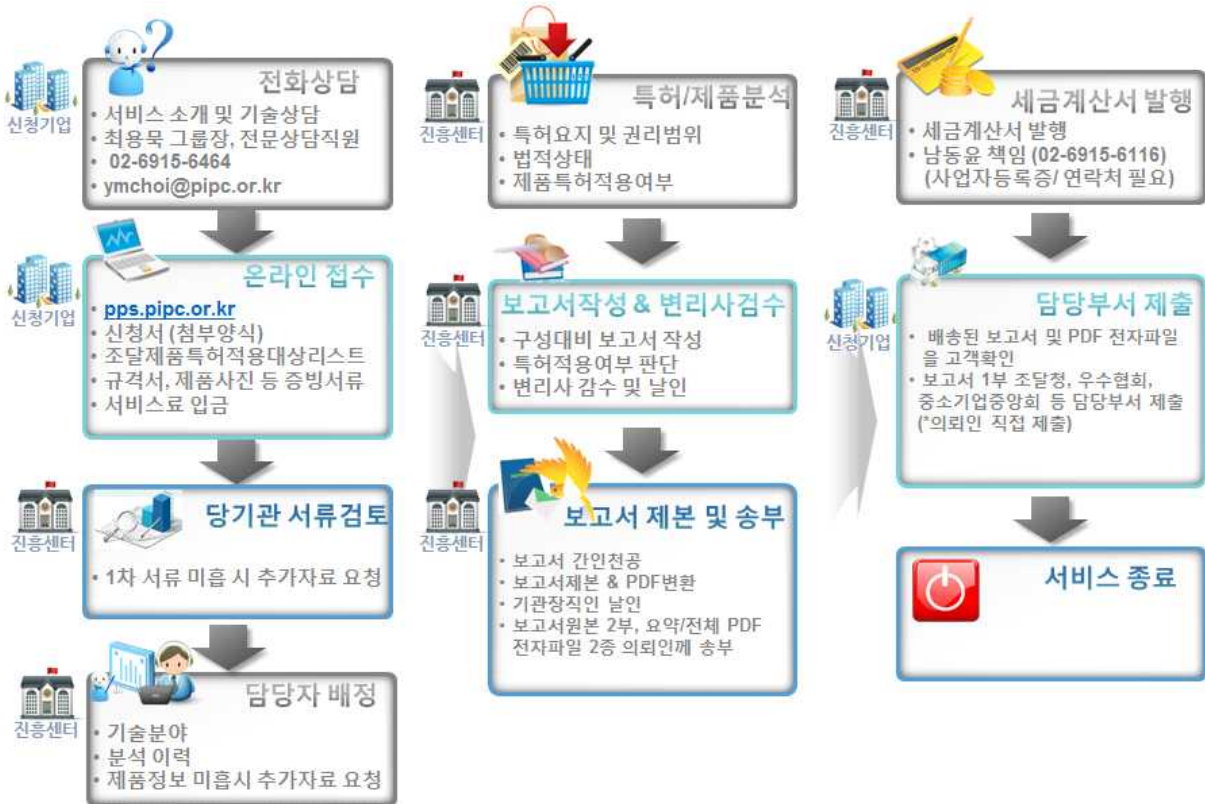 신청기업
전화상담
• 서비스 소개 및 기술상담
• 최용묵 그룹장, 전문상담직원
• 02-6915-6464
• ymchoi@pipc.or.kr
신청기업
온라인 접수
• pps.pipc.or.kr
• 신청서 (첨부양식)
• 조달제품특허적용대상리스트
• 규격서, 제품사진 등 증빙서류
• 서비스료 입금
진흥센터
당기관 서류검토
• 1차 서류 미흡 시 추가자료 요청
진흥센터
담당자 배정
• 기술분야
• 분석 이력
• 제품정보 미흡시 추가자료 요청
진흥센터
특허/제품분석
• 특허요지 및 권리범위
• 법적상태
• 제품특허적용여부
진흥센터
보고서작성 & 변리사검수
• 구성대비 보고서 작성
• 특허적용여부 판단
• 변리사 감수 및 날인
진흥센터
보고서 제본 및 송부
• 보고서 간인천공
• 보고서제본 & PDF변환
• 기관장직인 날인
• 보고서원본 2부, 요약/전체 PDF
전자파일 2종 의뢰인께 송부
진흥센터
세금계산서 발행
• 세금계산서 발행
• 남동윤 책임 (02-6915-6116)
(사업자등록증/ 연락처 필요)
신청기업
담당부서 제출
• 배송된 보고서 및 PDF 전자파일
을 고객확인
• 보고서 1부 조달청, 우수협회,
중소기업중앙회 등 담당부서 제출
(*의뢰인 직접 제출)
서비스 종료